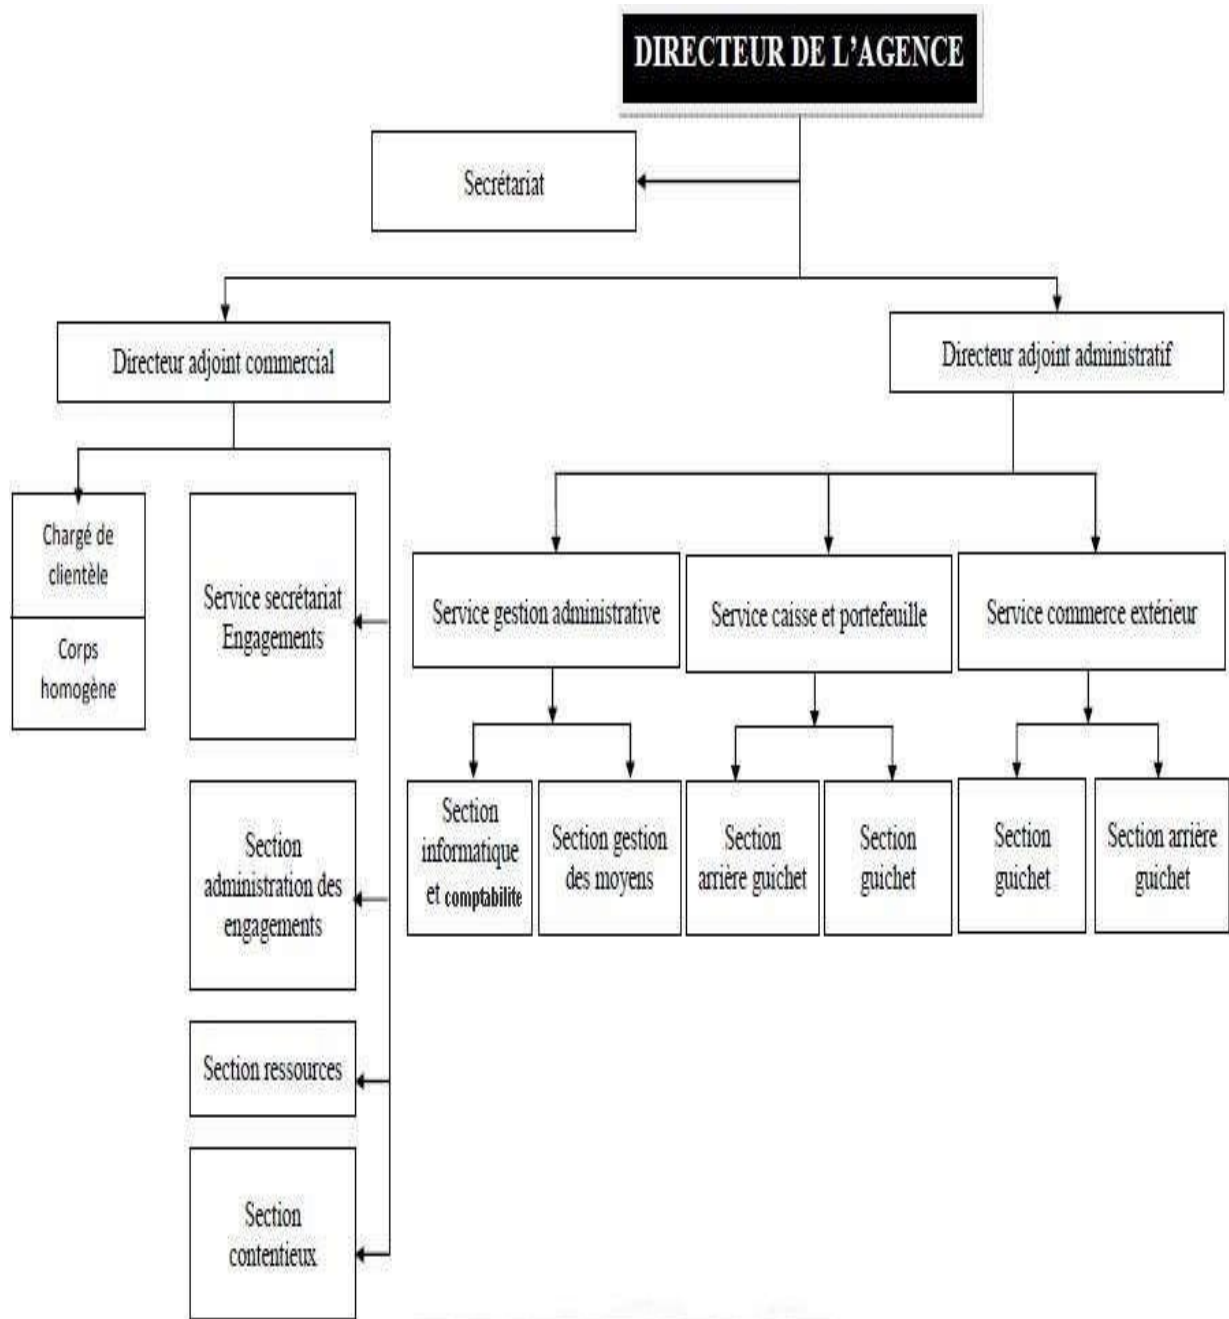 DIRECTEUR DE L’AGENCE
Secrétariat
Directeur adjoint commercial
Directeur adjoint administratif
Chargé de
clientèle
Corps
homogène
Service secrétariat
Engagements
Section
administration des
engagements
Section ressources
Section
contentieux
Service gestion administrative
Service caisse et portefeuille
Service commerce extérieur
Section
informatique
et comptabilite
Section gestion
des moyens
Section
arrière guichet
Section
guichet
Section
guichet
Section arrière
guichet